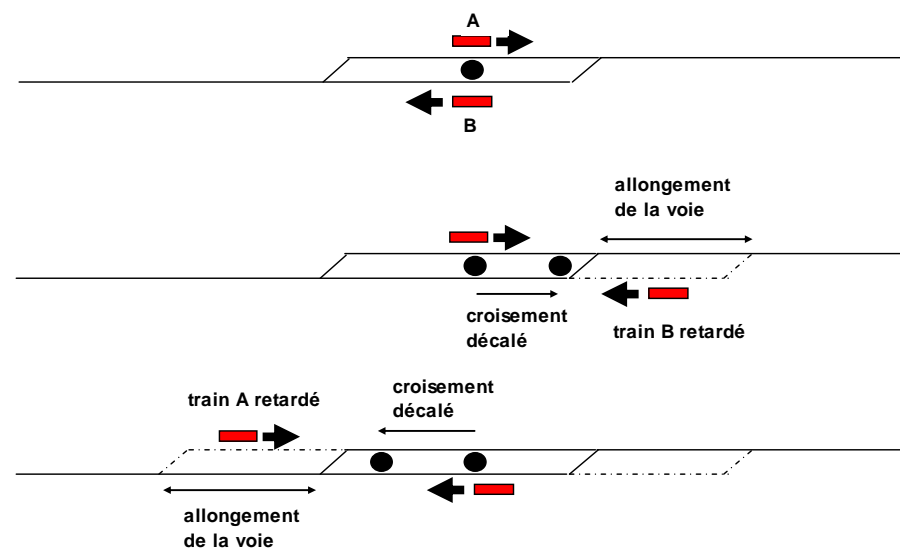 A
B
allongement
de la voie
croisement
décalé
train B retardé
train A retardé
croisement
décalé
allongement
de la voie